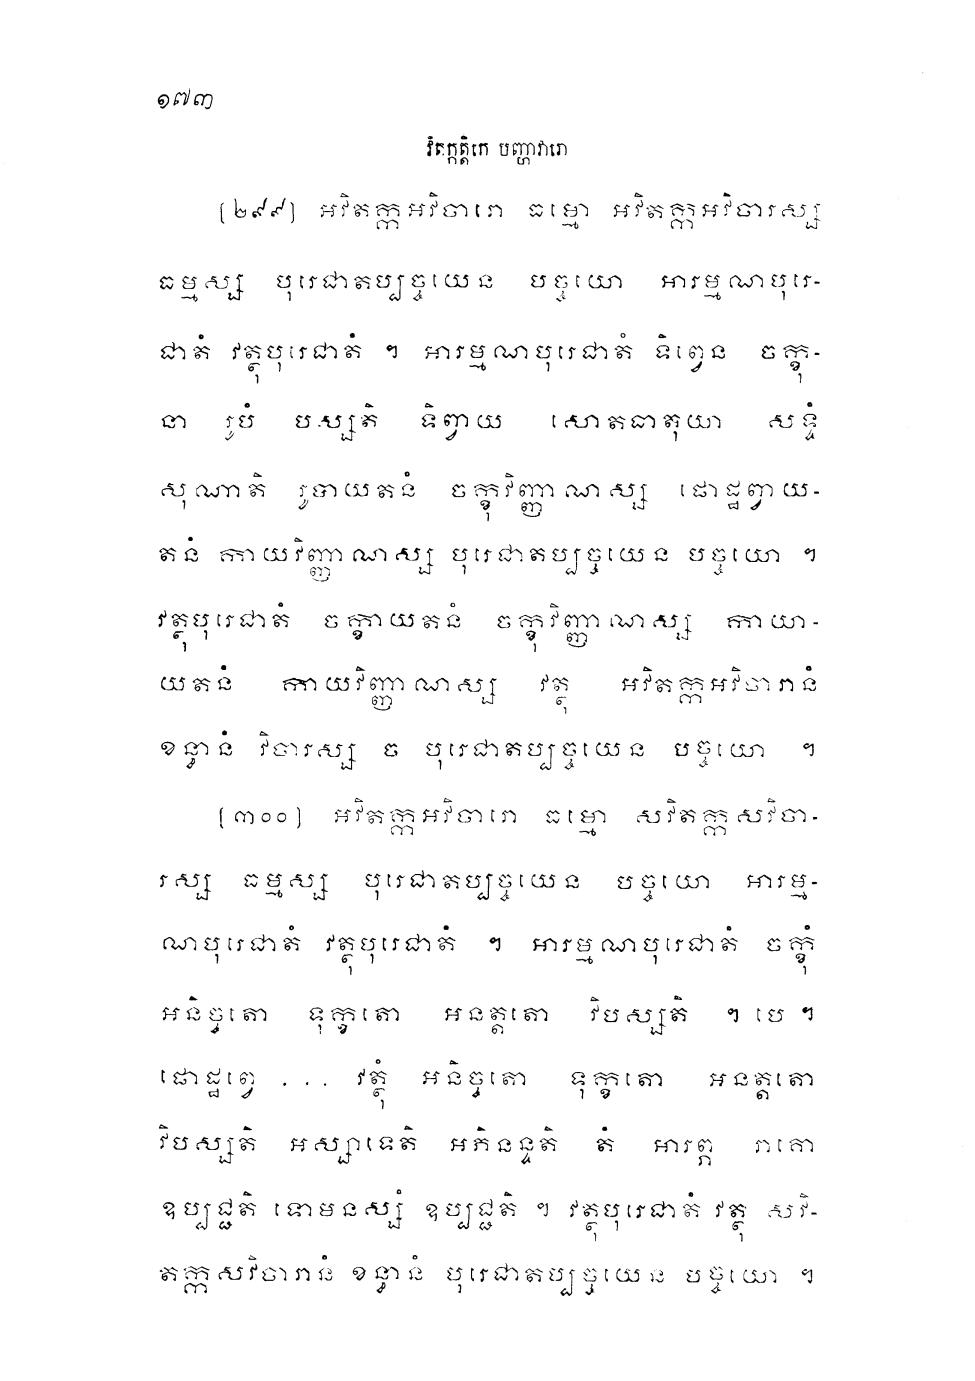 ១៧៣
វិតក្កត្តិកេ បញ្ហាវារោ
(២៩៩) អវិតក្កអវិចារោ ធម្មោ អវិតក្កអវិចារស្ស
ធម្មស្ស បុរេជាតប្បច្ចយេន បច្ចយោ អារម្មណបុរេ-
ជាតំ វត្ថុបុរេជាតំ ។ អារម្មណបុរេជាតំ ទិព្វេន ចក្ខុ-
នា រូបំ បស្សតិ ទិព្វាយ សោតធាតុយា សទ្ទំ
សុណាតិ រូបាយតនំ ចក្ខុវិញ្ញាណស្ស ផោដ្ឋព្វាយ-
តនំ កាយវិញ្ញាណស្ស បុរេជាតប្បច្ចយេន បច្ចយោ ។
វត្ថុបុរេជាតំ ចក្ខាយតនំ ចក្ខុវិញ្ញាណស្ស កាយា-
យតនំ កាយវិញ្ញាណស្ស វត្ថុ អវិតក្កអវិចារានំ
ខន្ធានំ វិចារស្ស ច បុរេជាតប្បច្ចយេន បច្ចយោ ។
(៣០០) អវិតក្កអវិចារោ ធម្មោ សវិតក្កសវិចា-
រស្ស ធម្មស្ស បុរេជាតប្បច្ចយេន បច្ចយោ អារម្ម-
ណបុរេជាតំ វត្ថុបុរេជាតំ ។ អារម្មណបុរេជាតំ ចក្ខុំ
អនិច្ចតោ ទុក្ខតោ អនត្តតោ វិបស្សតិ ។ បេ ។
ផោដ្ឋព្វេ ... វត្ថុំ អនិច្ចតោ ទុក្ខតោ អនត្តតោ
វិបស្សតិ អស្សាទេតិ អភិនន្ទតិ តំ អារព្ភ រាគោ
ឧប្បជ្ជតិ ទោមនស្សំ ឧប្បជ្ជតិ ។ វត្ថុបុរេជាតំ វត្ថុ សវិ-
តក្កសវិចារានំ ខន្ធានំ បុរេជាតប្បច្ចយេន បច្ចយោ ។